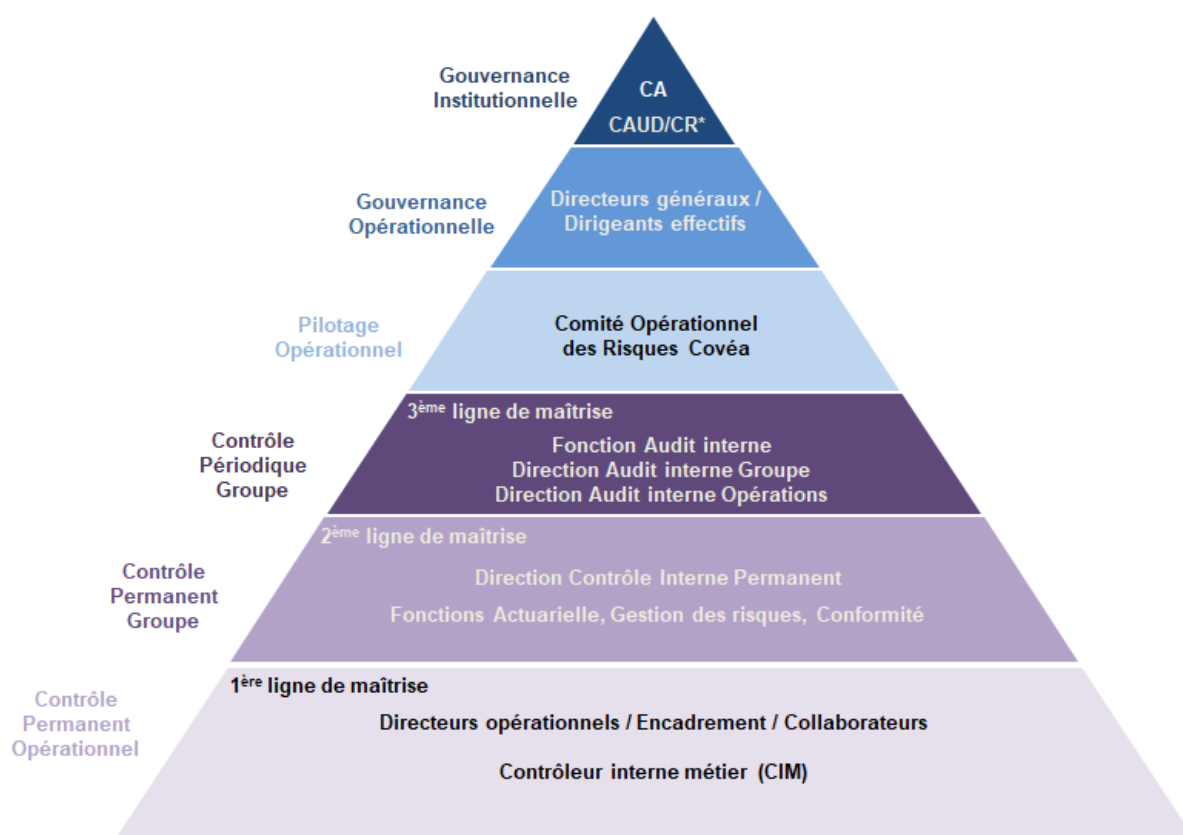 Gouvernance
Institutionnelle
CA
CAUD/CR*
Gouvernance
Opérationnelle
Directeurs généraux /
Dirigeants effectifs
Pilotage
Opérationnel
Comité Opérationnel
des Risques Covéa
Contrôle
Périodique
Groupe
3ème ligne de maîtrise
Fonction Audit interne
Direction Audit interne Groupe
Direction Audit interne Opérations
Contrôle
Permanent
Groupe
2ème ligne de maîtrise
Direction Contrôle Interne Permanent
Fonctions Actuarielle, Gestion des risques, Conformité
Contrôle
Permanent
Opérationnel
1ère ligne de maîtrise
Directeurs opérationnels / Encadrement / Collaborateurs
Contrôleur interne métier (CIM)